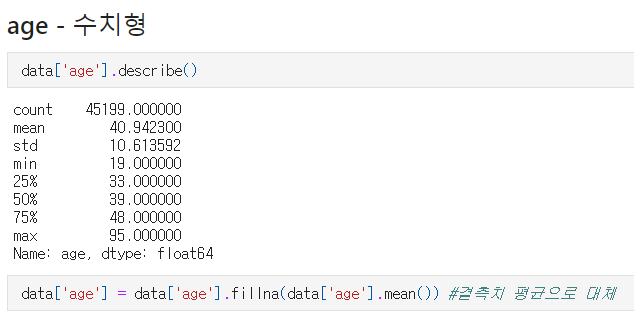 age - 수치형
data['age'].describe()
count    45199.000000
mean        40.942300
std         10.613592
min         19.000000
25%         33.000000
50%         39.000000
75%         48.000000
max         95.000000
Name: age, dtype: float64
data['age'] = data['age'].fillna(data['age'].mean()) #결측치 평균으로 대체